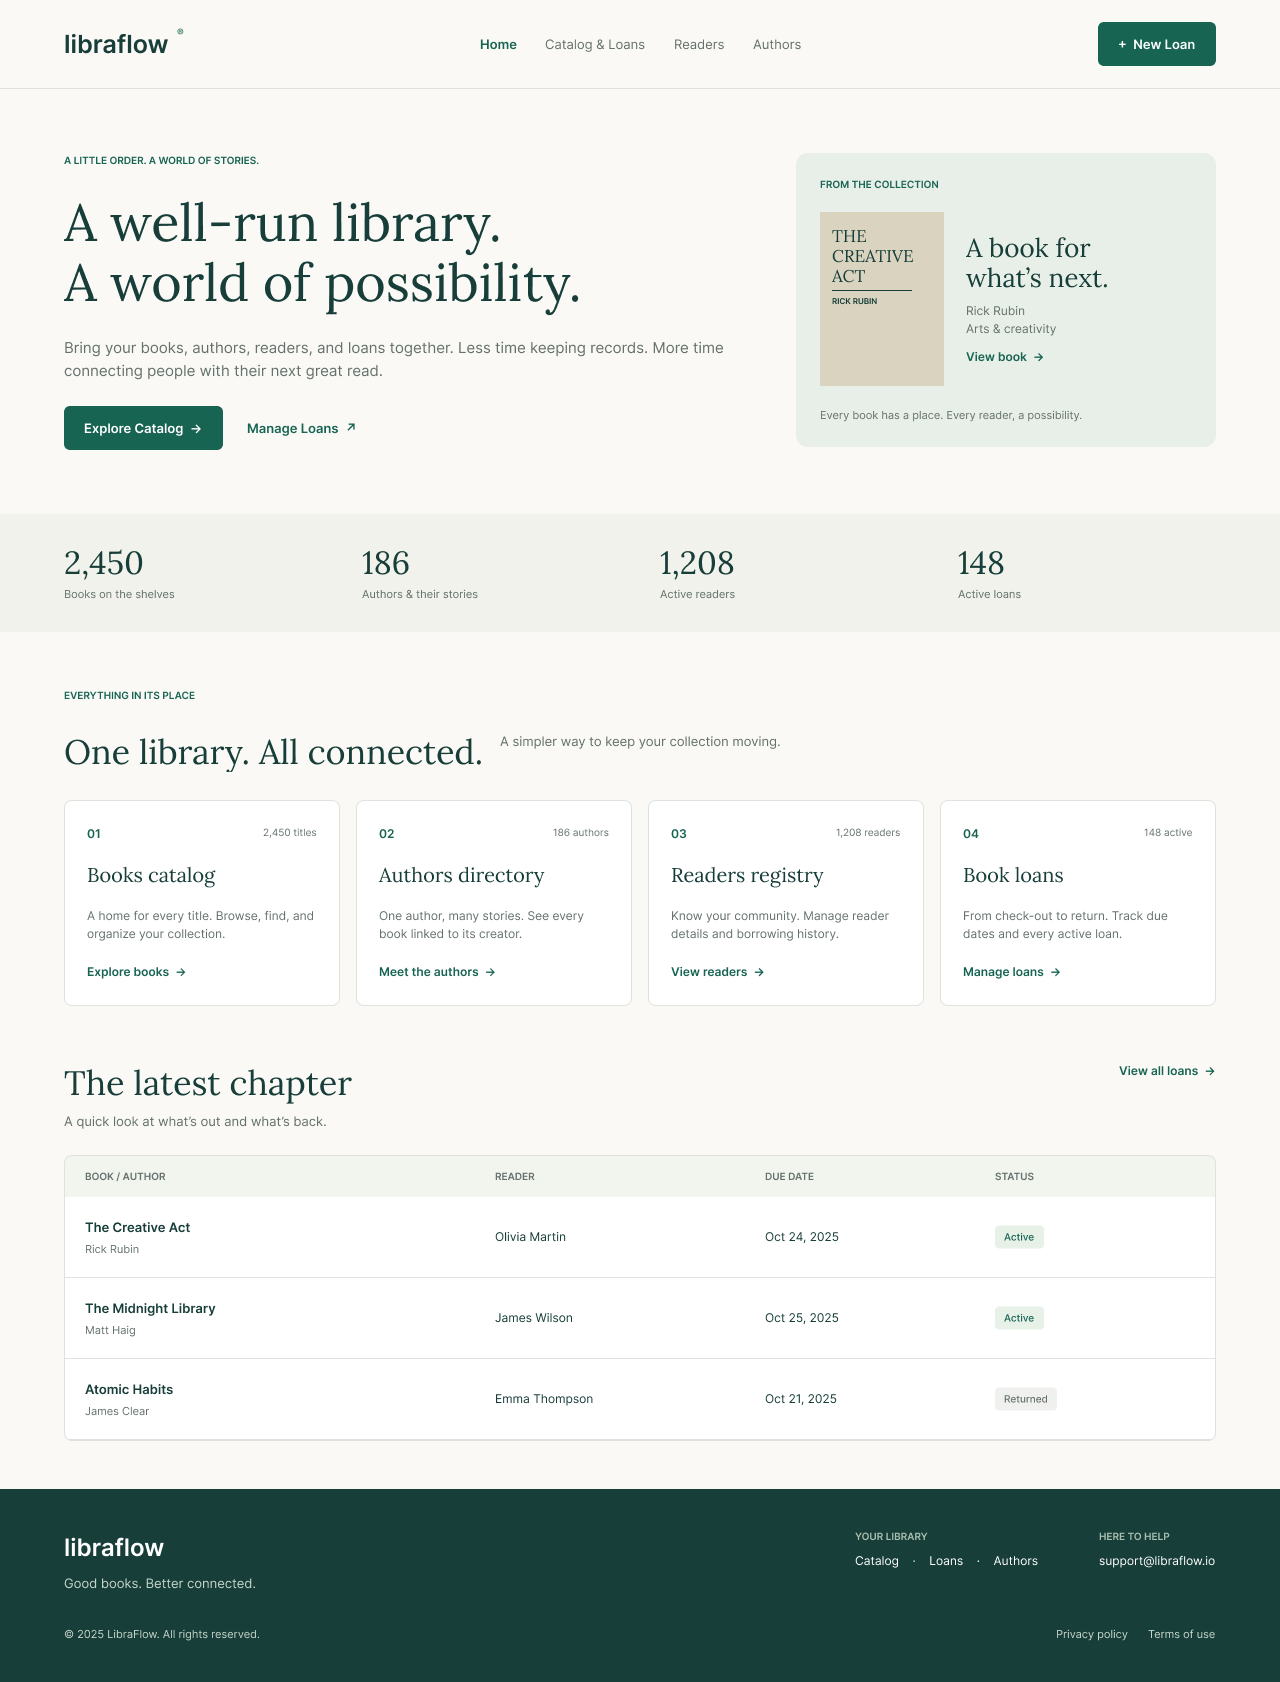 libraflow ®
Home Catalog & Loans Readers Authors
+ New Loan
A LITTLE ORDER. A WORLD OF STORIES.
A well-run library.
A world of possibility.
Bring your books, authors, readers, and loans together. Less time keeping records. More time
connecting people with their next great read.
Explore Catalog →
Manage Loans ↗
FROM THE COLLECTION
THE
CREATIVE
ACT
RICK RUBIN
A book for
what’s next.
Rick Rubin
Arts & creativity
View book →
Every book has a place. Every reader, a possibility.
2,450
Books on the shelves
186
Authors & their stories
1,208
Active readers
148
Active loans
EVERYTHING IN ITS PLACE
One library. All connected.
A simpler way to keep your collection moving.
01 2,450 titles
Books catalog
A home for every title. Browse, find, and
organize your collection.
Explore books →
02 186 authors
Authors directory
One author, many stories. See every
book linked to its creator.
Meet the authors →
03 1,208 readers
Readers registry
Know your community. Manage reader
details and borrowing history.
View readers →
04 148 active
Book loans
From check-out to return. Track due
dates and every active loan.
Manage loans →
The latest chapter
View all loans →
A quick look at what’s out and what’s back.
BOOK / AUTHOR READER DUE DATE STATUS
The Creative Act
Rick Rubin
Olivia Martin Oct 24, 2025 Active
The Midnight Library
Matt Haig
James Wilson Oct 25, 2025 Active
Atomic Habits
James Clear
Emma Thompson Oct 21, 2025 Returned
libraflow
Good books. Better connected.
YOUR LIBRARY
Catalog · Loans · Authors
HERE TO HELP
support@libraflow.io
© 2025 LibraFlow. All rights reserved.
Privacy policy Terms of use